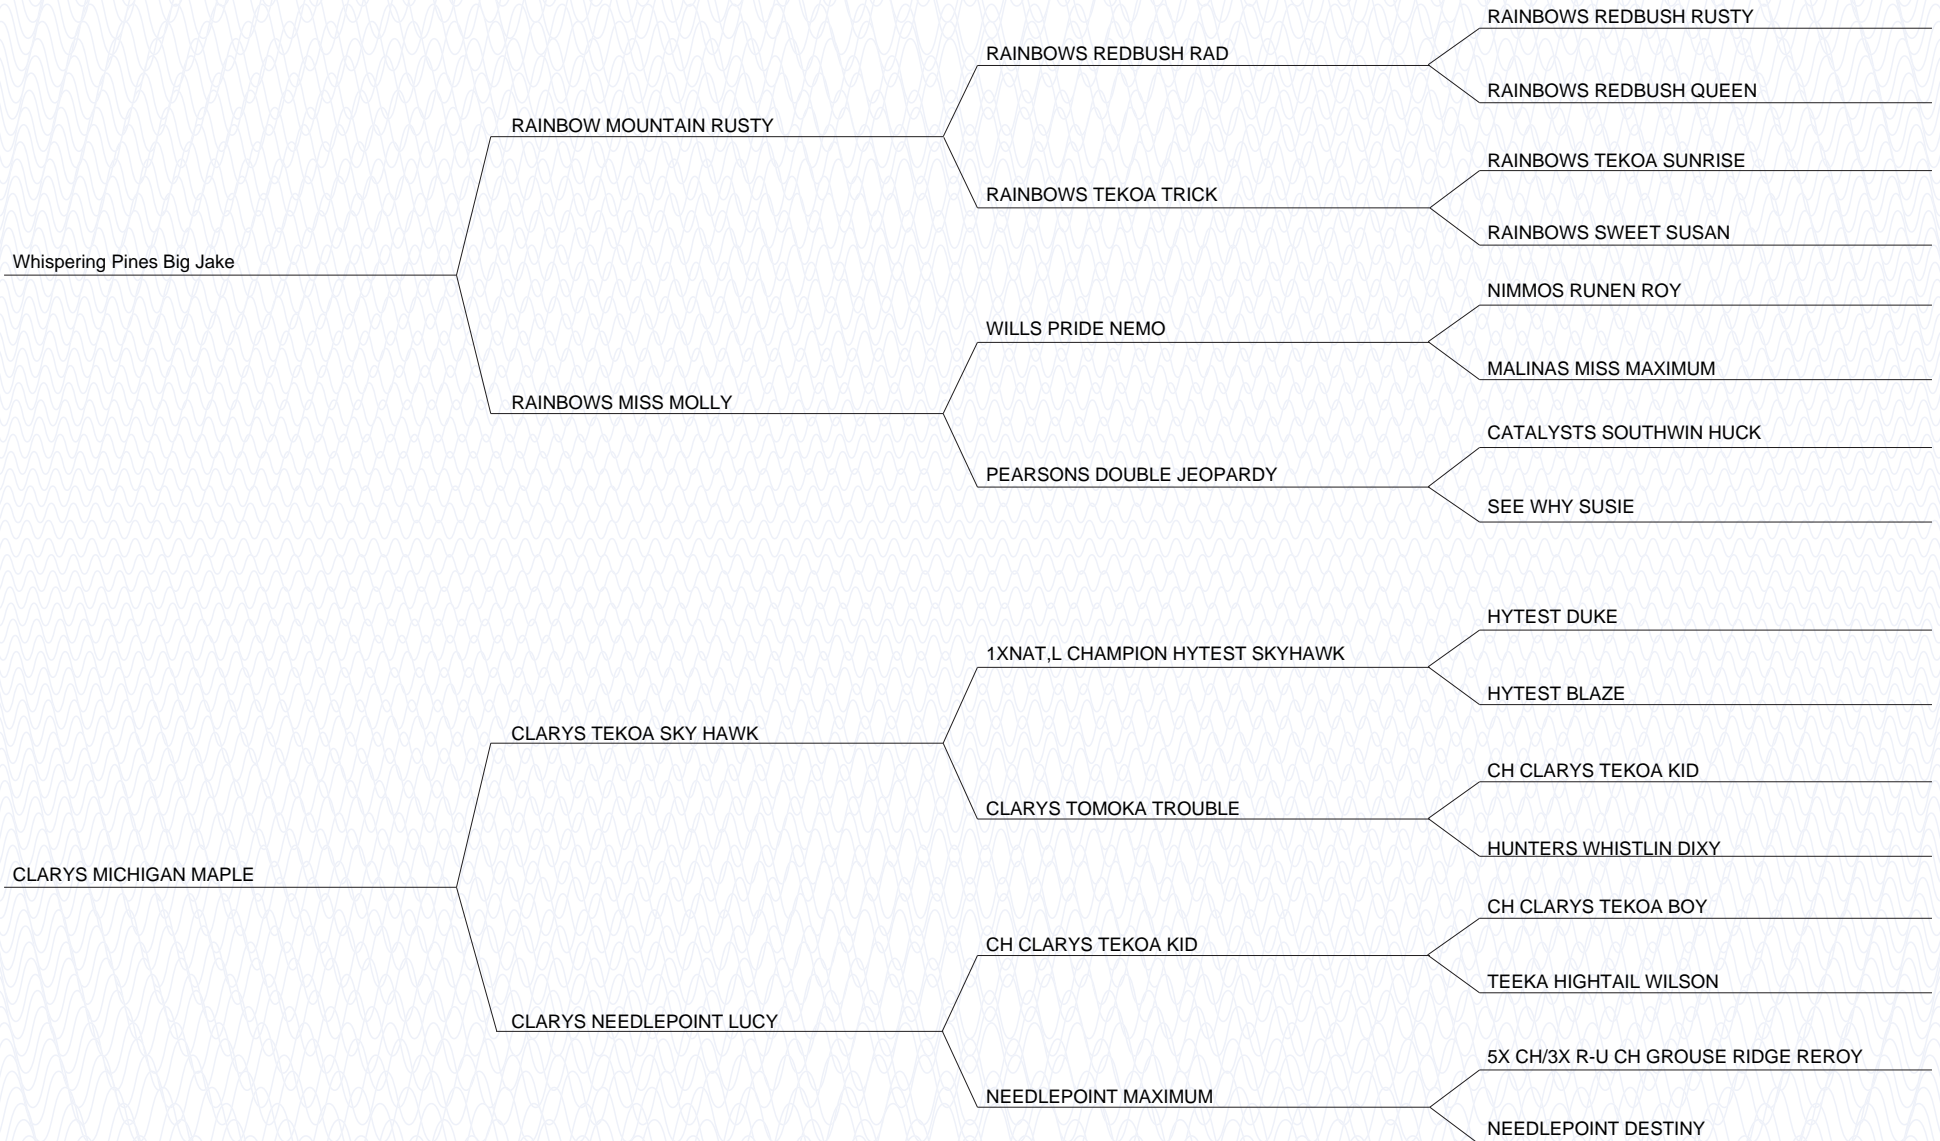 RAINBOWS REDBUSH RUSTY
RAINBOWS REDBUSH RAD
RAINBOWS REDBUSH QUEEN
RAINBOW MOUNTAIN RUSTY
RAINBOWS TEKOA SUNRISE
RAINBOWS TEKOA TRICK
RAINBOWS SWEET SUSAN
Whispering Pines Big Jake
NIMMOS RUNEN ROY
WILLS PRIDE NEMO
MALINAS MISS MAXIMUM
RAINBOWS MISS MOLLY
CATALYSTS SOUTHWIN HUCK
PEARSONS DOUBLE JEOPARDY
SEE WHY SUSIE
HYTEST DUKE
1XNAT,L CHAMPION HYTEST SKYHAWK
HYTEST BLAZE
CLARYS TEKOA SKY HAWK
CH CLARYS TEKOA KID
CLARYS TOMOKA TROUBLE
HUNTERS WHISTLIN DIXY
CLARYS MICHIGAN MAPLE
CH CLARYS TEKOA BOY
CH CLARYS TEKOA KID
TEEKA HIGHTAIL WILSON
CLARYS NEEDLEPOINT LUCY
5X CH/3X R-U CH GROUSE RIDGE REROY
NEEDLEPOINT MAXIMUM
NEEDLEPOINT DESTINY